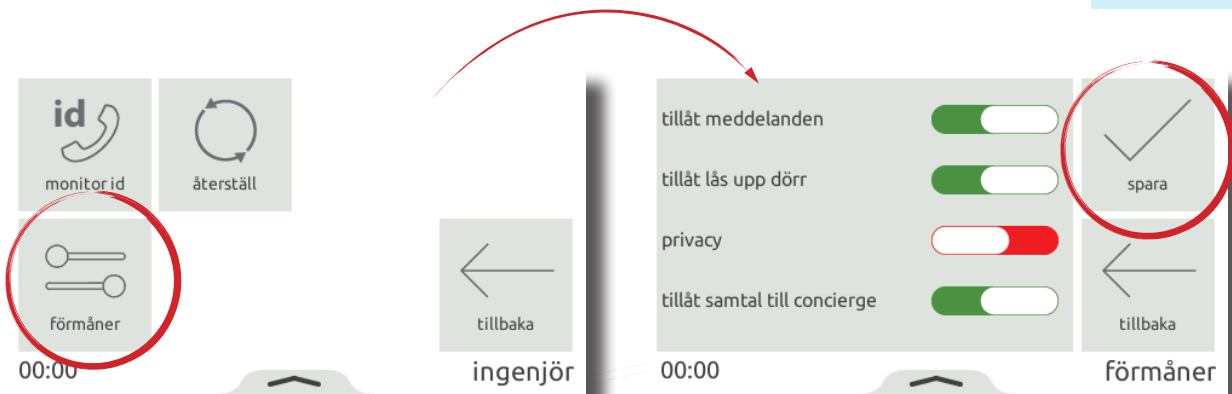 id
monitor id
återställ
förmåner
tillbaka
00:00
ingenjör
tillåt meddelanden
tillåt lås upp dörr
privacy
tillåt samtal till concierge
spara
tillbaka
00:00
förmåner